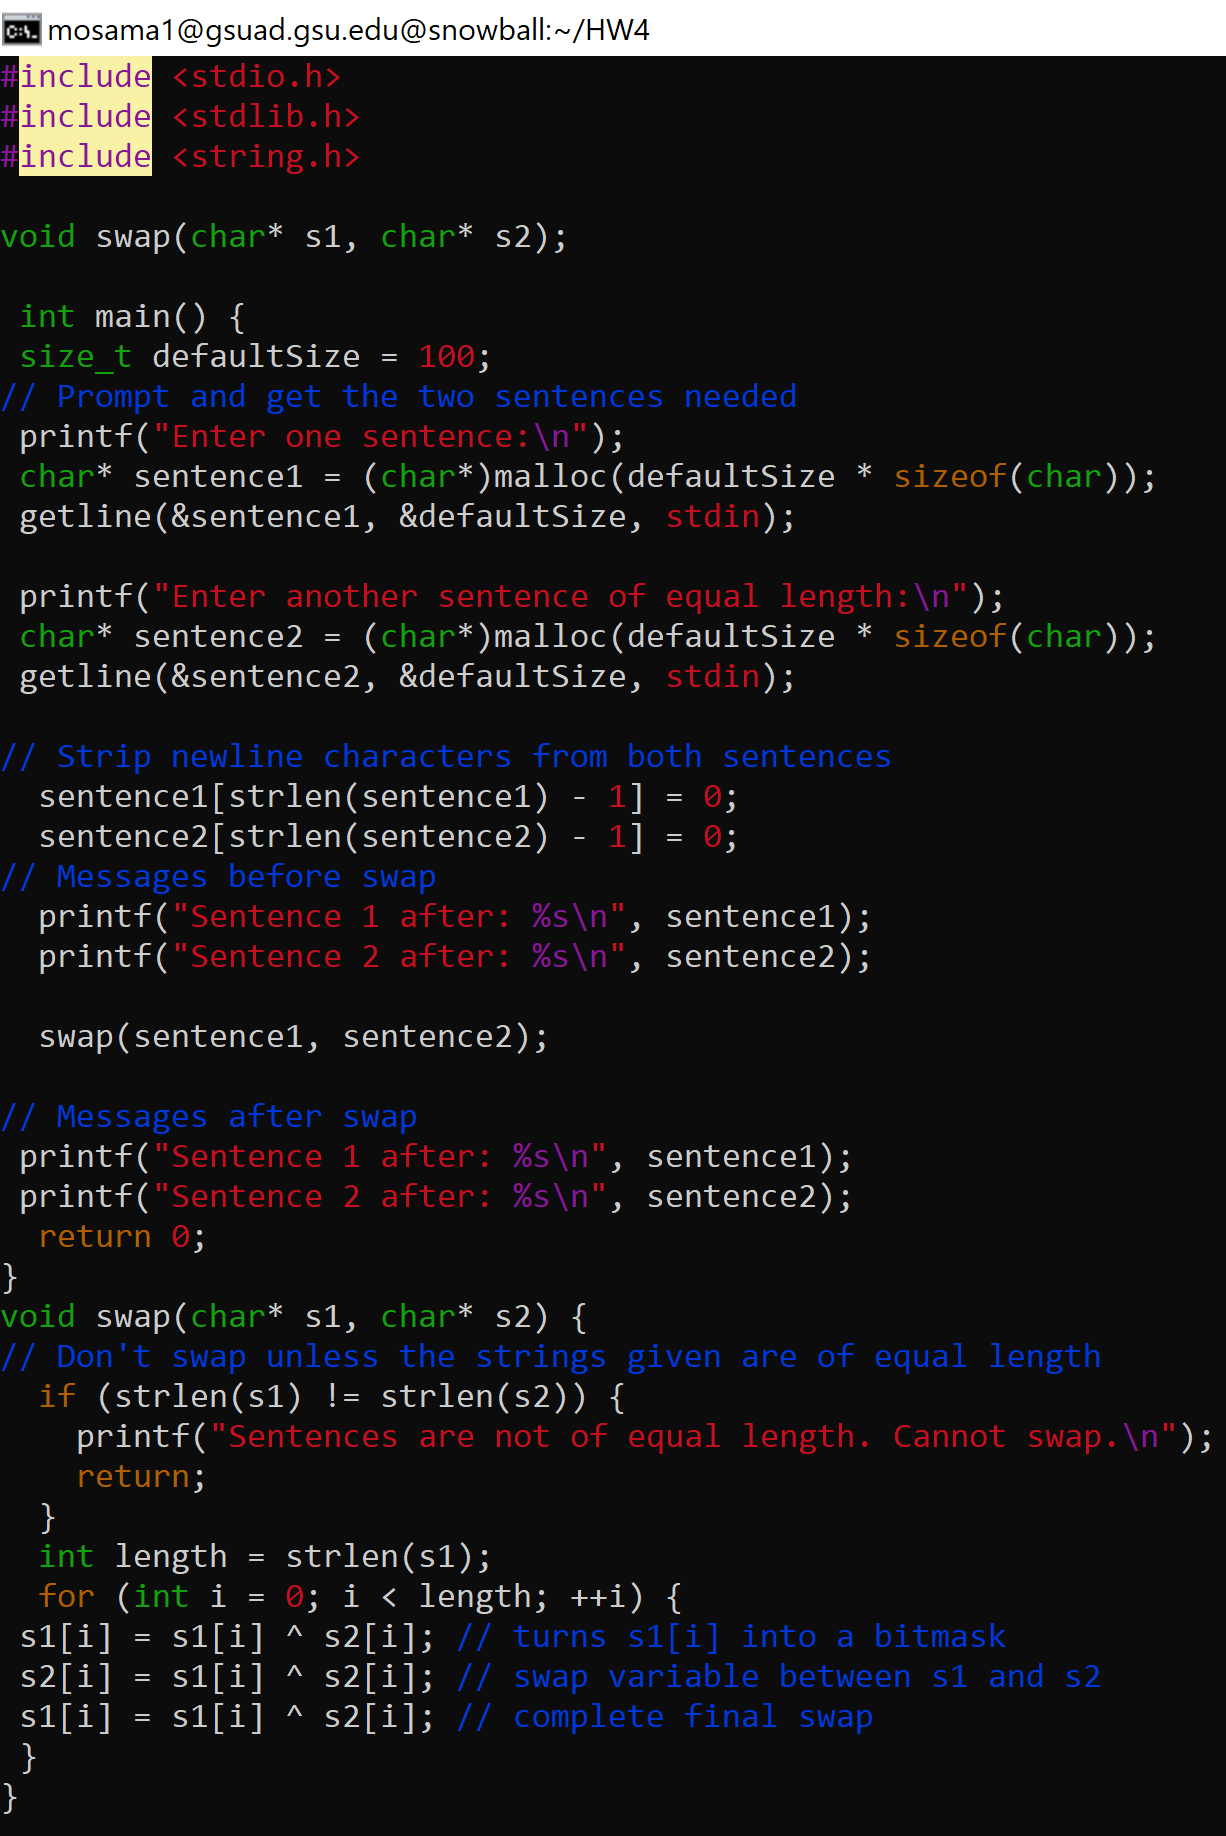 mosama1@gsuad.gsu.edu@snowball:~/HW4
#include <stdio.h>
#include <stdlib.h>
#include <string.h>
void swap(char* s1, char* s2);
int main() {
size_t defaultSize = 100;
// Prompt and get the two sentences needed
printf("Enter one sentence:\n");
char* sentence1 = (char*)malloc(defaultSize * sizeof(char));
getline(&sentence1, &defaultSize, stdin);
printf("Enter another sentence of equal length:\n");
char* sentence2 = (char*)malloc(defaultSize * sizeof(char));
getline(&sentence2, &defaultSize, stdin);
// Strip newline characters from both sentences
sentence1[strlen(sentence1) - 1] = 0;
sentence2[strlen(sentence2) - 1] = 0;
// Messages before swap
printf("Sentence 1 after: %s\n", sentence1);
printf("Sentence 2 after: %s\n", sentence2);
swap(sentence1, sentence2);
// Messages after swap
printf("Sentence 1 after: %s\n", sentence1);
printf("Sentence 2 after: %s\n", sentence2);
return 0;
}
void swap(char* s1, char* s2) {
// Don't swap unless the strings given are of equal length
if (strlen(s1) != strlen(s2)) {
printf("Sentences are not of equal length. Cannot swap.\n");
return;
}
int length = strlen(s1);
for (int i = 0; i < length; ++i) {
s1[i] = s1[i] ^ s2[i]; // turns s1[i] into a bitmask
s2[i] = s1[i] ^ s2[i]; // swap variable between s1 and s2
s1[i] = s1[i] ^ s2[i]; // complete final swap
}
}